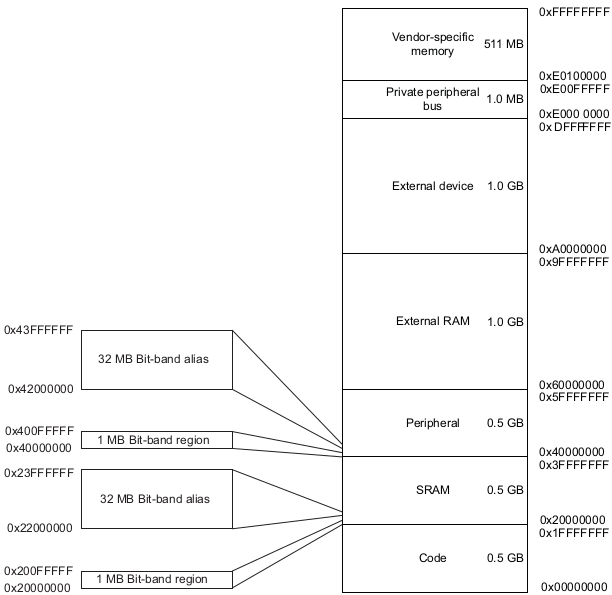 0xFFFFFFFF
Vendor-specific
memory
511 MB
0xE0100000
0xE00FFFFF
Private peripheral
bus
1.0 MB
0xE000 0000
0x DFFFFFFF
External device
1.0 GB
0xA0000000
0x9FFFFFFF
External RAM
1.0 GB
0x43FFFFFF
32 MB Bit-band alias
0x42000000
0x60000000
0x5FFFFFFF
Peripheral
0.5 GB
0x400FFFFF
1 MB Bit-band region
0x40000000
0x40000000
0x3FFFFFFF
0x23FFFFFF
32 MB Bit-band alias
0x22000000
SRAM
0.5 GB
0x20000000
0x1FFFFFFF
Code
0.5 GB
0x200FFFFF
1 MB Bit-band region
0x20000000
0x00000000